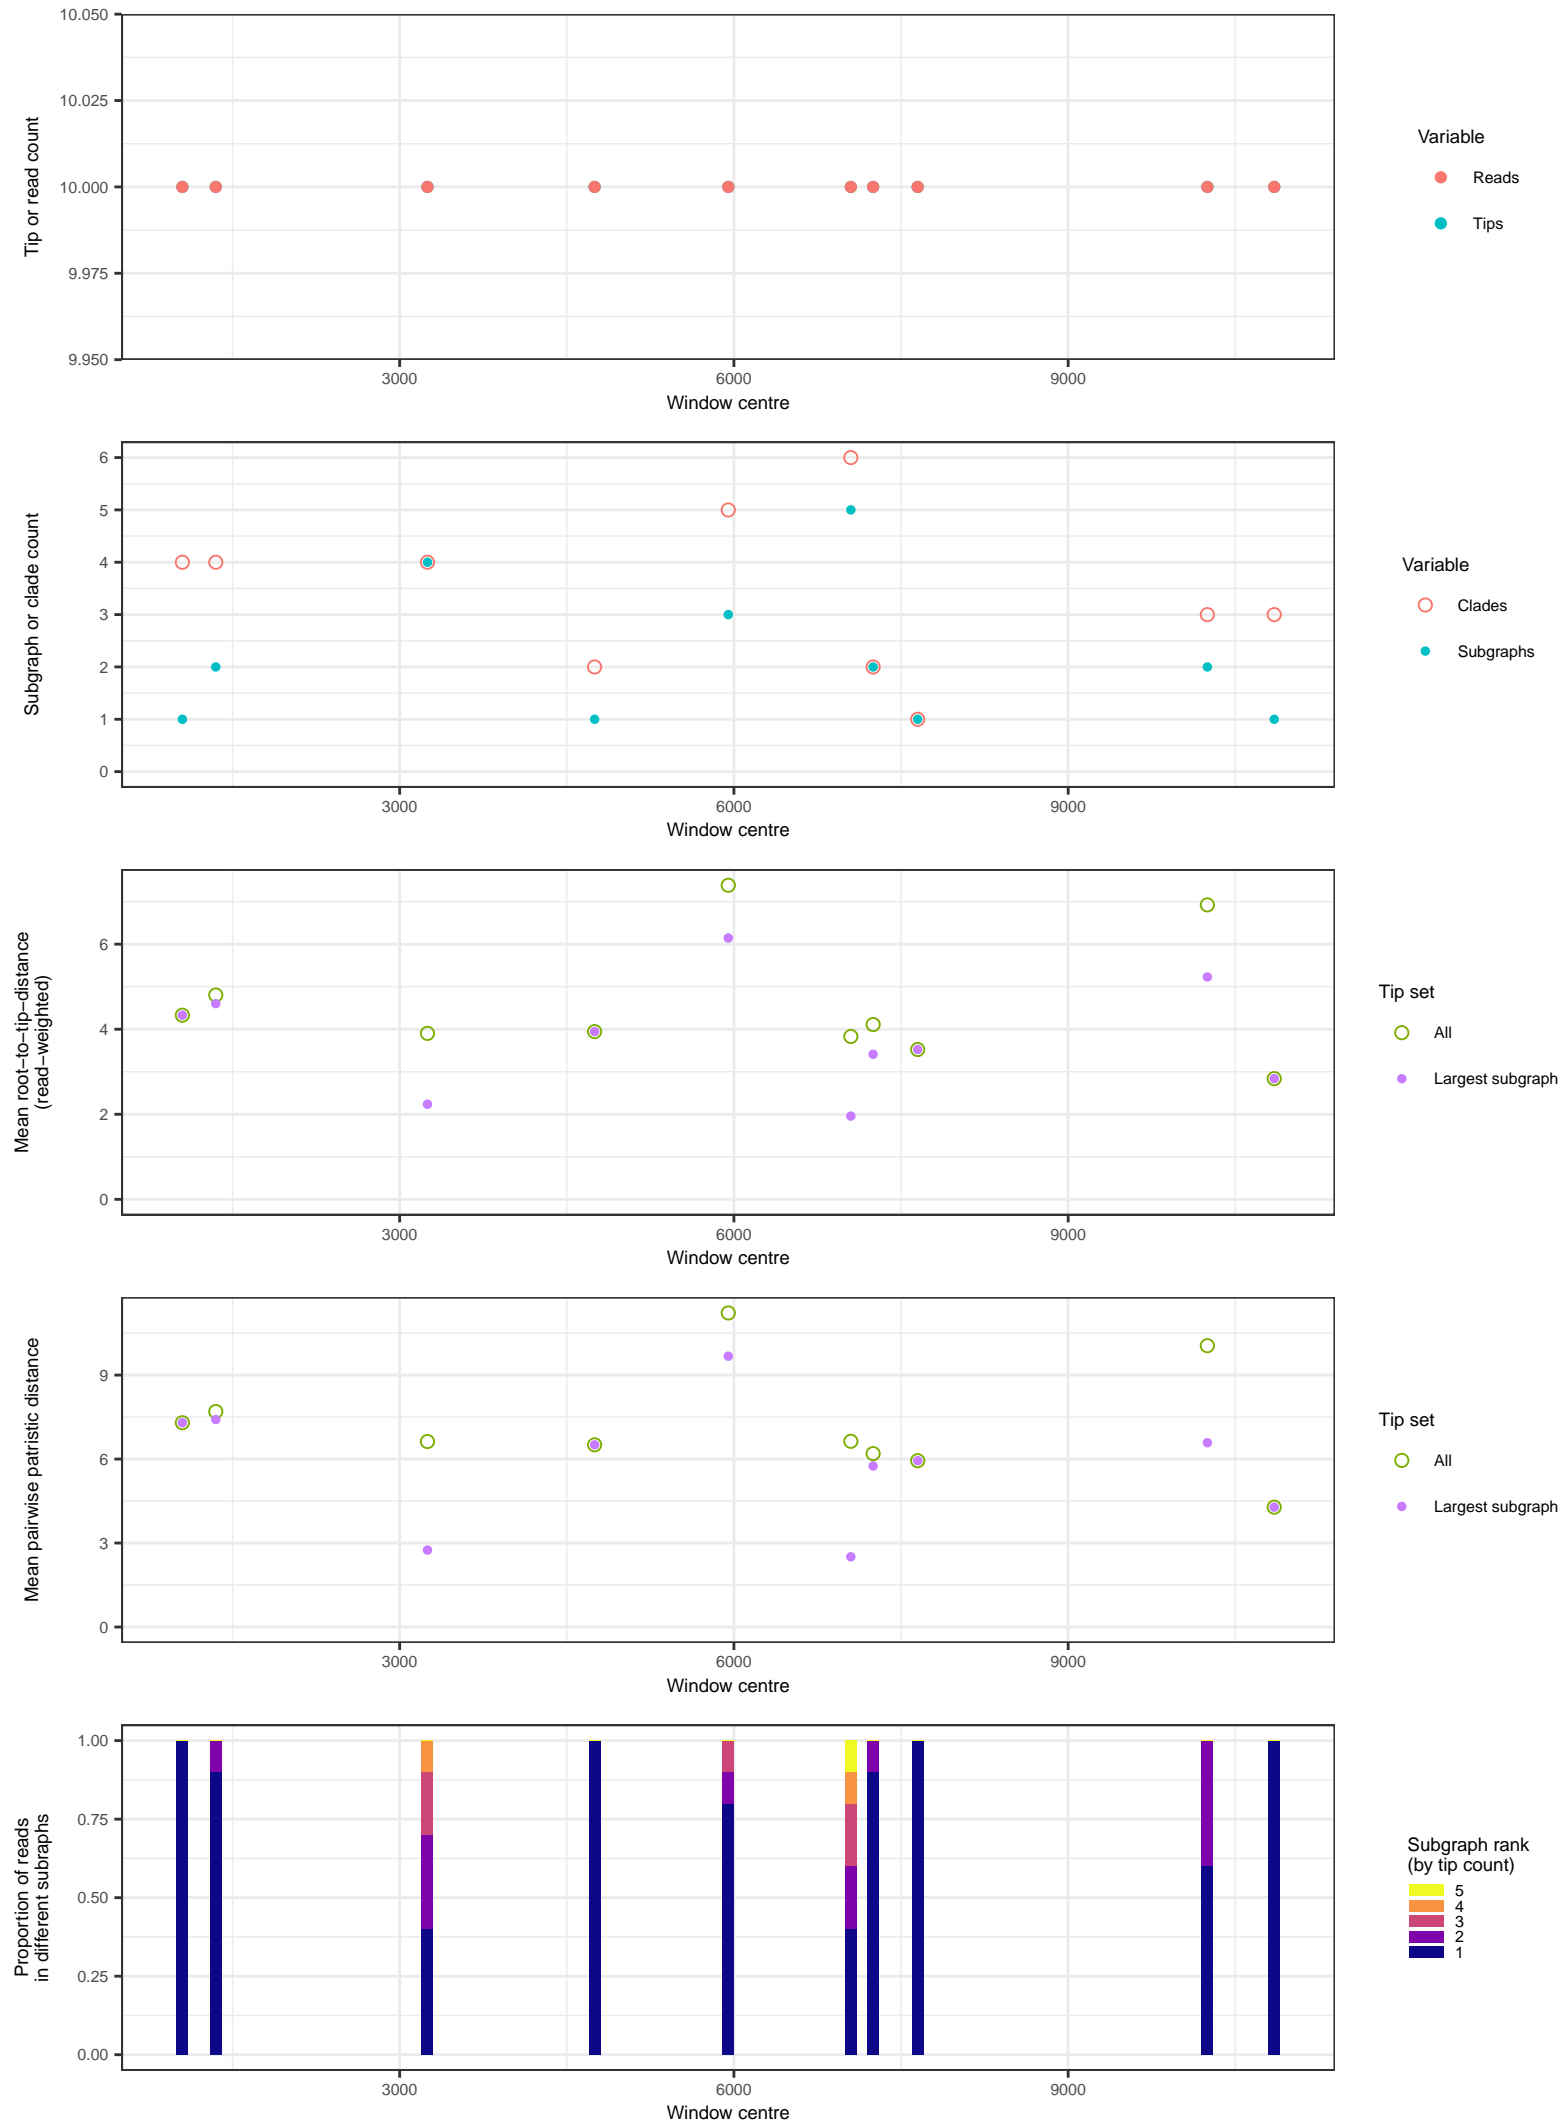 10.050
10.025
10.000
9.975
9.950
Tip or read count
3000
6000
9000
Window centre
Variable
Reads
Tips
6
5
4
3
2
1
0
Subgraph or clade count
3000
6000
9000
Window centre
Variable
Clades
Subgraphs
6
4
2
0
Mean root−to−tip−distance
(read−weighted)
3000
6000
9000
Window centre
Tip set
All
Largest subgraph
9
6
3
0
Mean pairwise patristic distance
3000
6000
9000
Window centre
Tip set
All
Largest subgraph
1.00
0.75
0.50
0.25
0.00
Proportion of reads
in different subraphs
3000
6000
9000
Window centre
Subgraph rank
(by tip count)
5
4
3
2
1